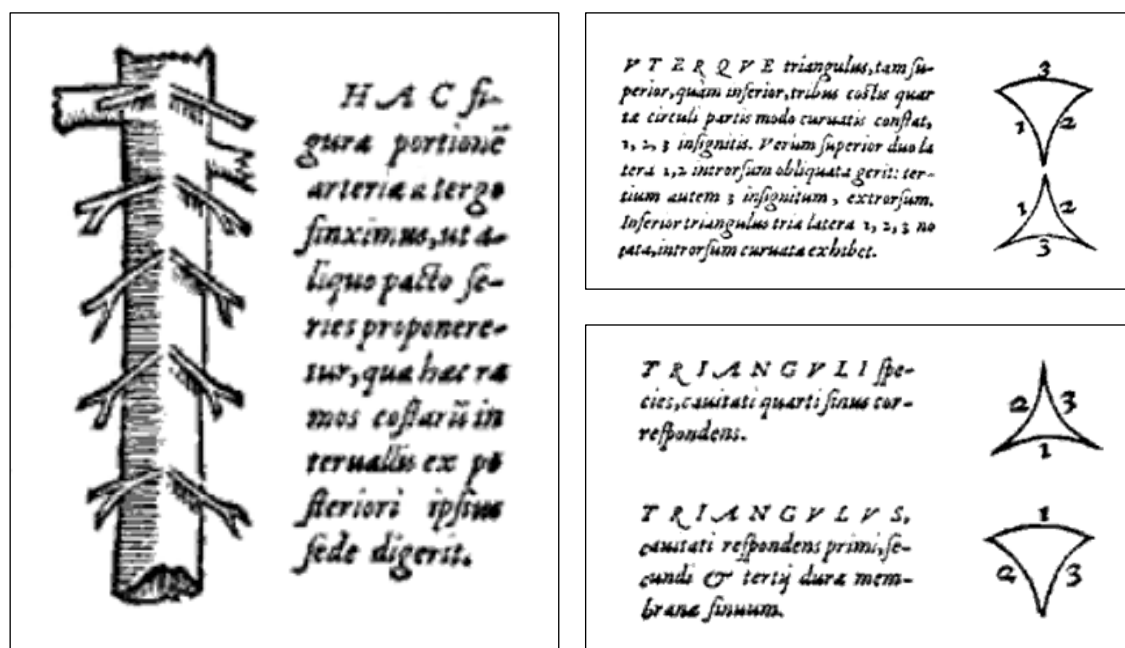 HAC fi-
gura portionē
arteriæ a tergo
finximus, ut a-
liquo pacto se-
ries proponere-
tur, qua hæc ra
mos costarū in
teruallis ex po
steriori ipsius
sede digerit.
VTERQVE triangulus, tam su-
perior, quàm inferior, tribus costis quar
tæ circuli partis modo curuatis constat,
1, 2, 3 insignitis. Verum superior duo la
tera 1, 2 introrsum obliquata gerit: ter-
tium autem 3 insignitum, extrorsum.
Inferior triangulus tria latera 1, 2, 3 no
tata, introrsum curuata exhibet.
3
1 2
1 2
3
TRIANGVLI spe-
cies, cauitati quarti sinus cor-
respondens.
2 3
1
TRIANGVLVS,
cauitati respondens primi, se-
cundi & tertij duræ mem-
branæ sinuum.
1
2 3